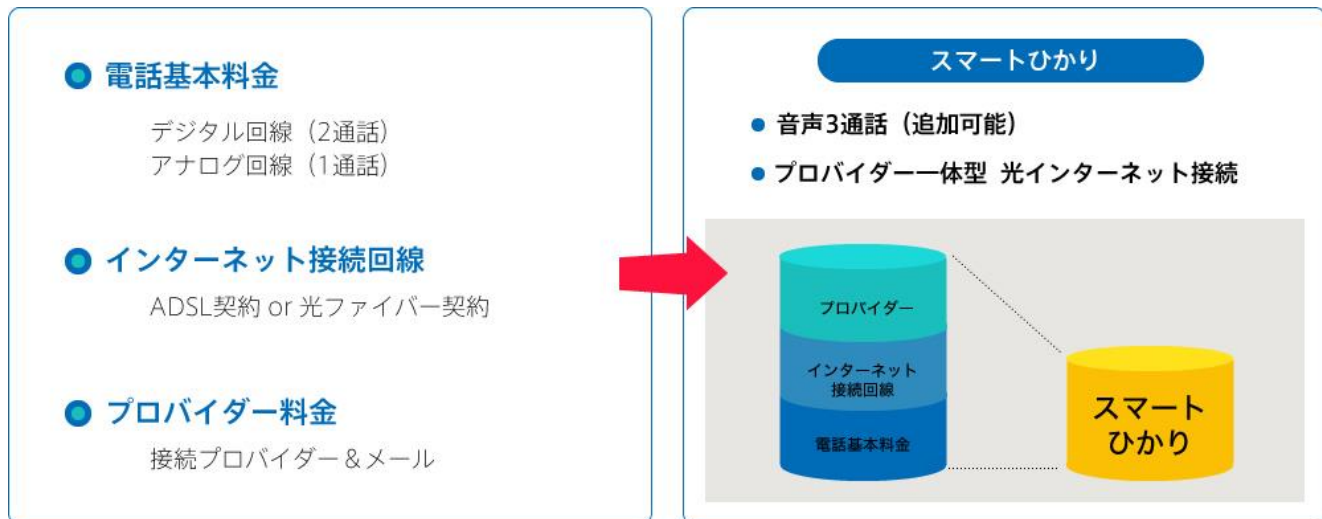 電話基本料金
デジタル回線（2通話）
アナログ回線（1通話）
インターネット接続回線
ADSL契約 or 光ファイバー契約
プロバイダー料金
接続プロバイダー＆メール
スマートひかり
音声3通話（追加可能）
プロバイダー一体型 光インターネット接続
プロバイダー
インターネット
接続回線
電話基本料金
スマート
ひかり